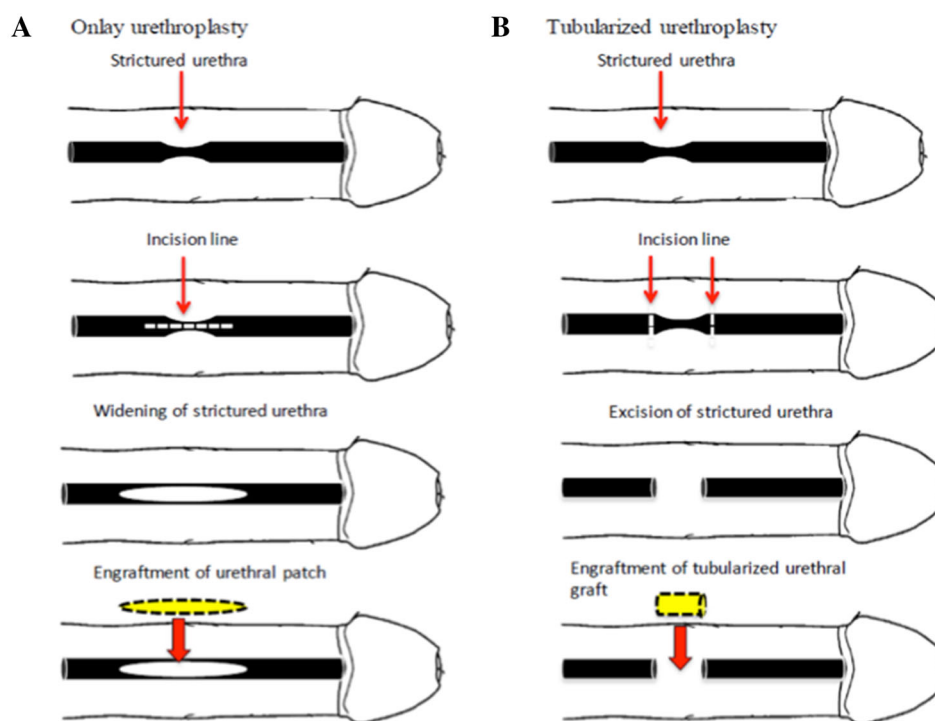 A
Onlay urethroplasty
Strictured urethra
Incision line
Widening of strictured urethra
Engraftment of urethral patch
B
Tubularized urethroplasty
Strictured urethra
Incision line
Excision of strictured urethra
Engraftment of tubularized urethral
graft